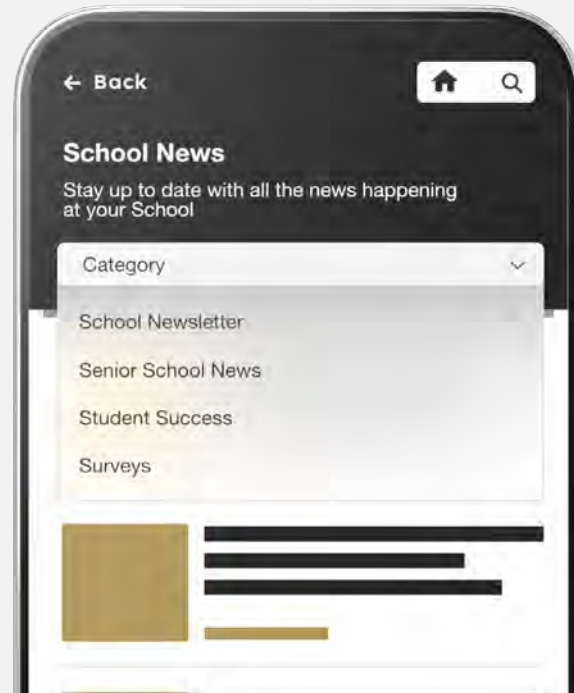 ← Back
School News
Stay up to date with all the news happening
at your School
Category
School Newsletter
Senior School News
Student Success
Surveys